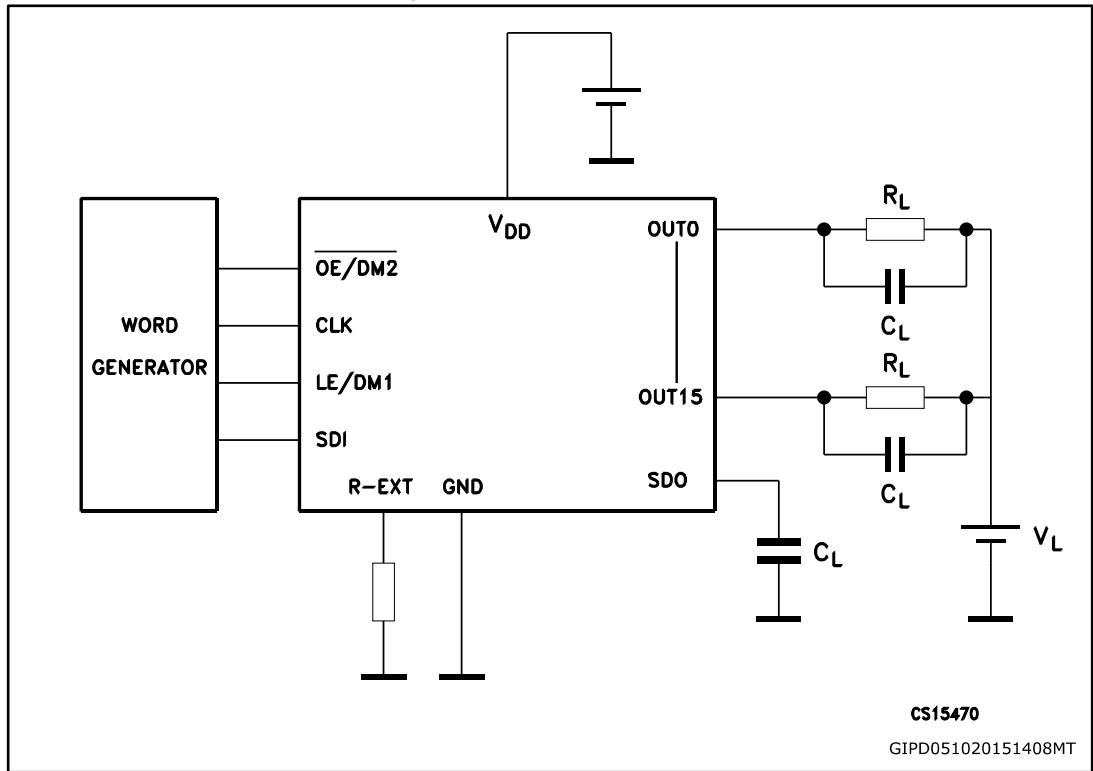 V_DD
OUT0
R_L
OE/DM2
C_L
WORD
GENERATOR
CLK
R_L
LE/DM1
OUT15
SDI
C_L
R-EXT
GND
SDO
V_L
C_L
CS15470
GIPD051020151408MT